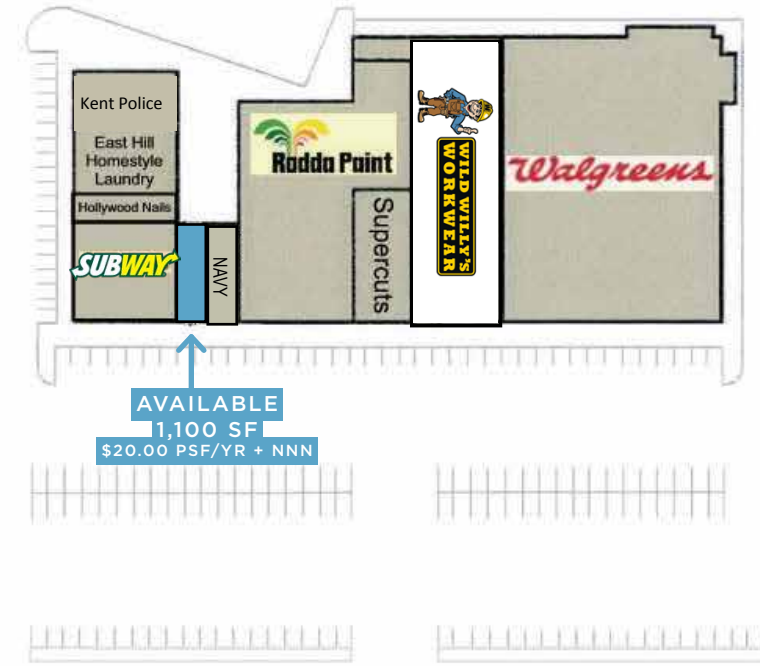 Kent Police
East Hill
Homestyle
Laundry
Hollywood Nails
SUBWAY
NAVY
Rodda Paint
Supercuts
WILD WILLY'S
WORKWEAR
Walgreens
AVAILABLE
1,100 SF
$20.00 PSF/YR + NNN